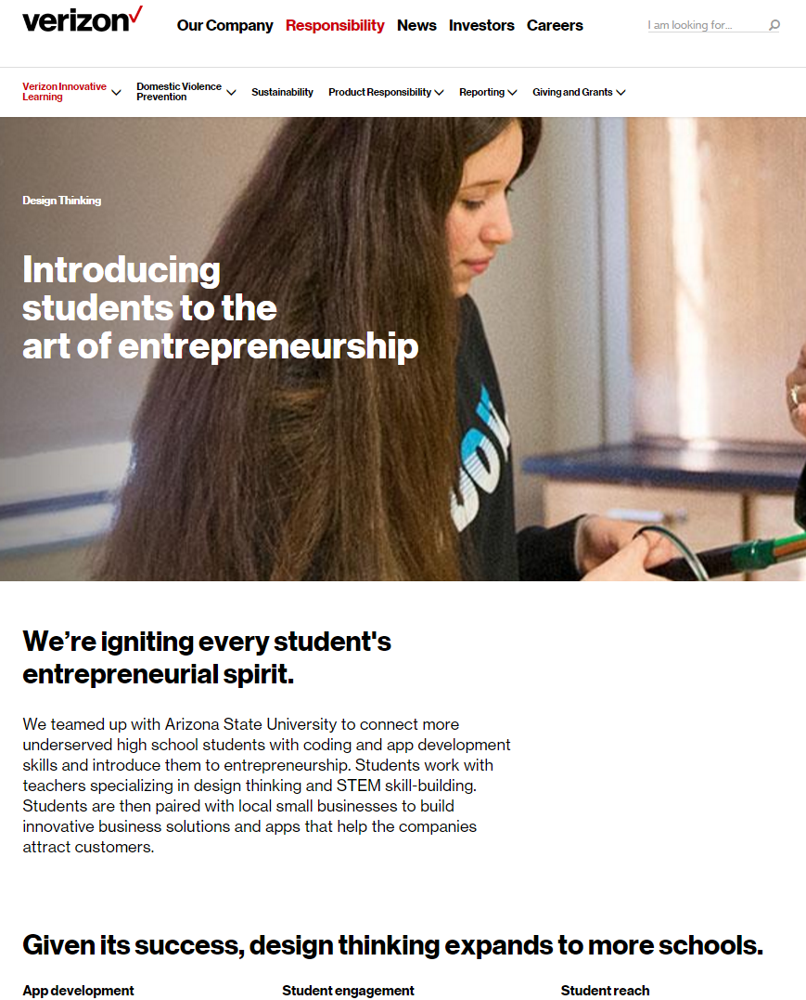 verizon
Our Company Responsibility News Investors Careers
I am looking for...
Verizon Innovative
Learning
Domestic Violence
Prevention
Sustainability
Product Responsibility
Reporting
Giving and Grants
Design Thinking
Introducing
students to the
art of entrepreneurship
We’re igniting every student's
entrepreneurial spirit.
We teamed up with Arizona State University to connect more
underserved high school students with coding and app development
skills and introduce them to entrepreneurship. Students work with
teachers specializing in design thinking and STEM skill-building.
Students are then paired with local small businesses to build
innovative business solutions and apps that help the companies
attract customers.
Given its success, design thinking expands to more schools.
App development
Student engagement
Student reach